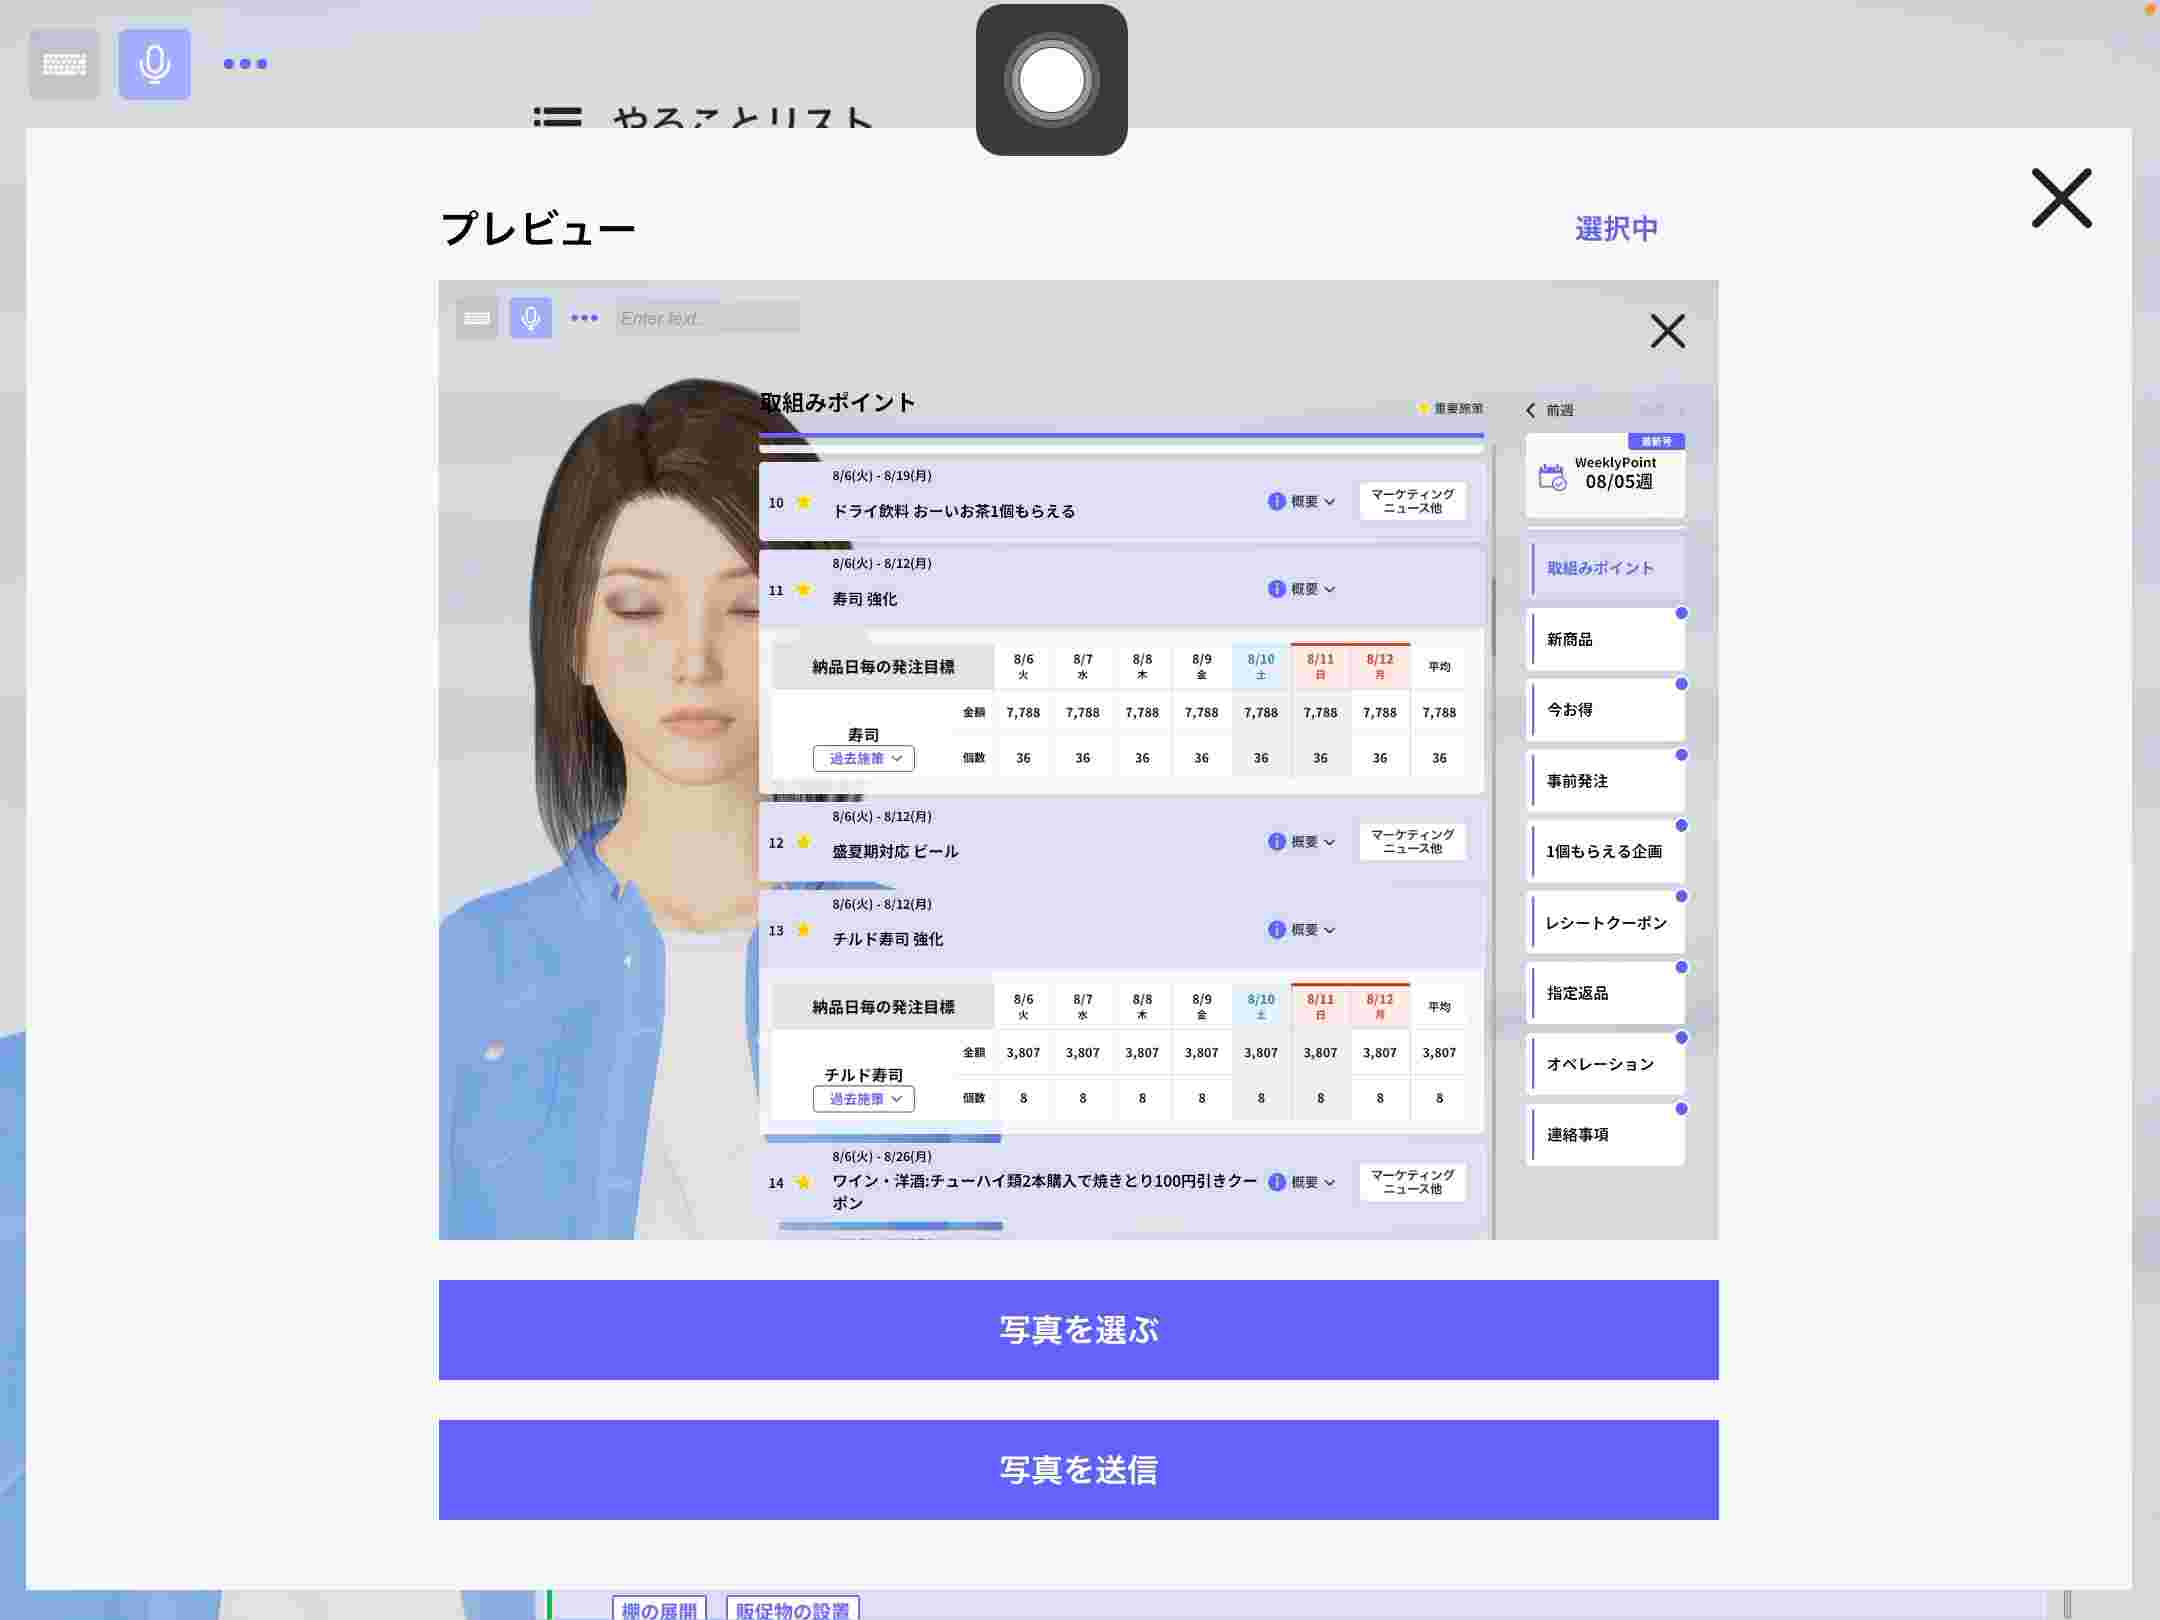 やることリスト
プレビュー
選択中
Enter text...
取組みポイント
重要施策
前週
最新号
WeeklyPoint
08/05週
8/6(火) - 8/19(月)
10
ドライ飲料 おーいお茶1個もらえる
概要
マーケティング
ニュース他
8/6(火) - 8/12(月)
11
寿司 強化
概要
納品日毎の発注目標
8/6 8/7 8/8 8/9 8/10 8/11 8/12 平均
火 水 木 金 土 日 月
寿司
過去施策
金額 7,788 7,788 7,788 7,788 7,788 7,788 7,788 7,788
個数 36 36 36 36 36 36 36 36
8/6(火) - 8/12(月)
12
盛夏期対応 ビール
概要
マーケティング
ニュース他
8/6(火) - 8/12(月)
13
チルド寿司 強化
概要
納品日毎の発注目標
8/6 8/7 8/8 8/9 8/10 8/11 8/12 平均
火 水 木 金 土 日 月
チルド寿司
過去施策
金額 3,807 3,807 3,807 3,807 3,807 3,807 3,807 3,807
個数 8 8 8 8 8 8 8 8
8/6(火) - 8/26(月)
14
ワイン・洋酒:チューハイ類2本購入で焼きとり100円引きクー
ポン
概要
マーケティング
ニュース他
取組みポイント
新商品
今お得
事前発注
1個もらえる企画
レシートクーポン
指定返品
オペレーション
連絡事項
写真を選ぶ
写真を送信
棚の展開
販促物の設置